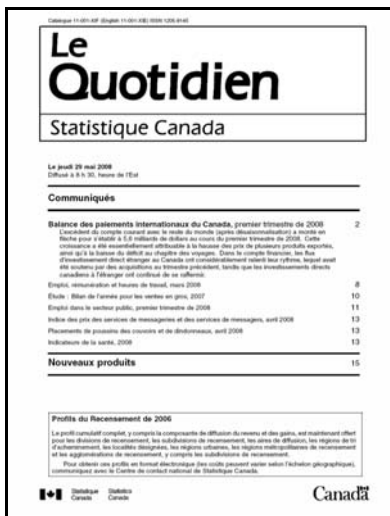 Catalogue 11-001-XIF (English 11-001-XIE) ISSN 1205-9145
Le
Quotidien
Statistique Canada
Le jeudi 29 mai 2008
Diffusé à 8 h 30, heure de l'Est
Communiqués
Balance des paiements internationaux du Canada, premier trimestre de 2008 2
L'excédent du compte courant avec le reste du monde (après désaisonnalisation) a monté en
flèche pour s'établir à 5,6 milliards de dollars au cours du premier trimestre de 2008. Cette
croissance a été essentiellement attribuable à la hausse des prix de plusieurs produits exportés,
ainsi qu'à la baisse du déficit au chapitre des voyages. Dans le compte financier, les flux
d'investissement direct étranger au Canada ont considérablement ralenti leur rythme, lequel avait
été soutenu par des acquisitions au trimestre précédent, tandis que les investissements directs
canadiens à l'étranger ont continué de se raffermir.
Emploi, rémunération et heures de travail, mars 2008 8
Étude : Bilan de l'année pour les ventes en gros, 2007 10
Emploi dans le secteur public, premier trimestre de 2008 11
Indice des prix des services de messageries et des services de messagers, avril 2008 13
Placements de poussins des couvoirs et de dindonneaux, avril 2008 13
Indicateurs de la santé, 2008 13
Nouveaux produits 15
Profils du Recensement de 2006
Le profil cumulatif complet, y compris la composante de diffusion du revenu et des gains, est maintenant offert
pour les divisions de recensement, les subdivisions de recensement, les aires de diffusion, les régions de tri
d'acheminement, les localités désignées, les régions urbaines, les régions métropolitaines de recensement
et les agglomérations de recensement, y compris les subdivisions de recensement.
Pour obtenir ces profils en format électronique (les coûts peuvent varier selon l'échelon géographique),
communiquez avec le Centre de contact national de Statistique Canada.
Statistique Canada
Statistics Canada
Canada